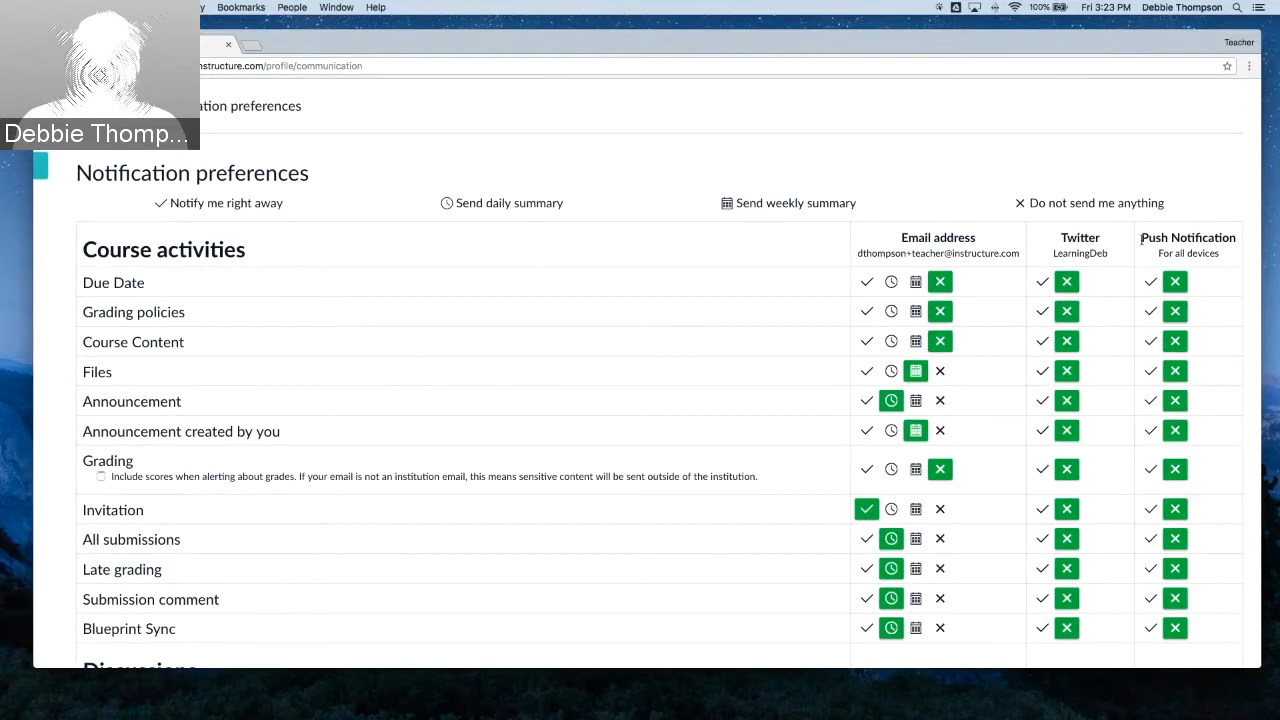 Bookmarks People Window Help 100% Fri 3:23 PM Debbie Thompson
Teacher
nstructure.com/profile/communication
ation preferences
Debbie Thomp...
Notification preferences
Notify me right away Send daily summary Send weekly summary Do not send me anything
Course activities Email address Twitter Push Notification
dthompson+teacher@instructure.com LearningDeb For all devices
Due Date
Grading policies
Course Content
Files
Announcement
Announcement created by you
Grading
Include scores when alerting about grades. If your email is not an institution email, this means sensitive content will be sent outside of the institution.
Invitation
All submissions
Late grading
Submission comment
Blueprint Sync
Discussions